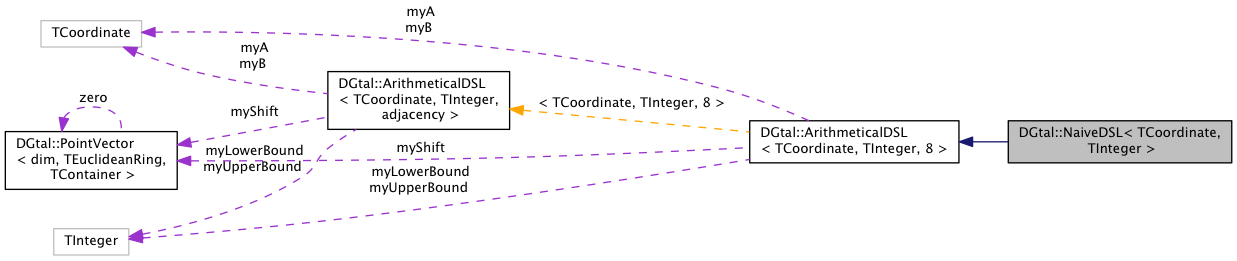 myA
myB
TCoordinate
myA
myB
DGtal::ArithmeticalDSL
< TCoordinate, TInteger,
adjacency >
zero
myShift
< TCoordinate, TInteger, 8 >
DGtal::PointVector
< dim, TEuclideanRing,
TContainer >
myLowerBound
myUpperBound
myShift
DGtal::ArithmeticalDSL
< TCoordinate, TInteger, 8 >
DGtal::NaiveDSL< TCoordinate,
TInteger >
myLowerBound
myUpperBound
TInteger